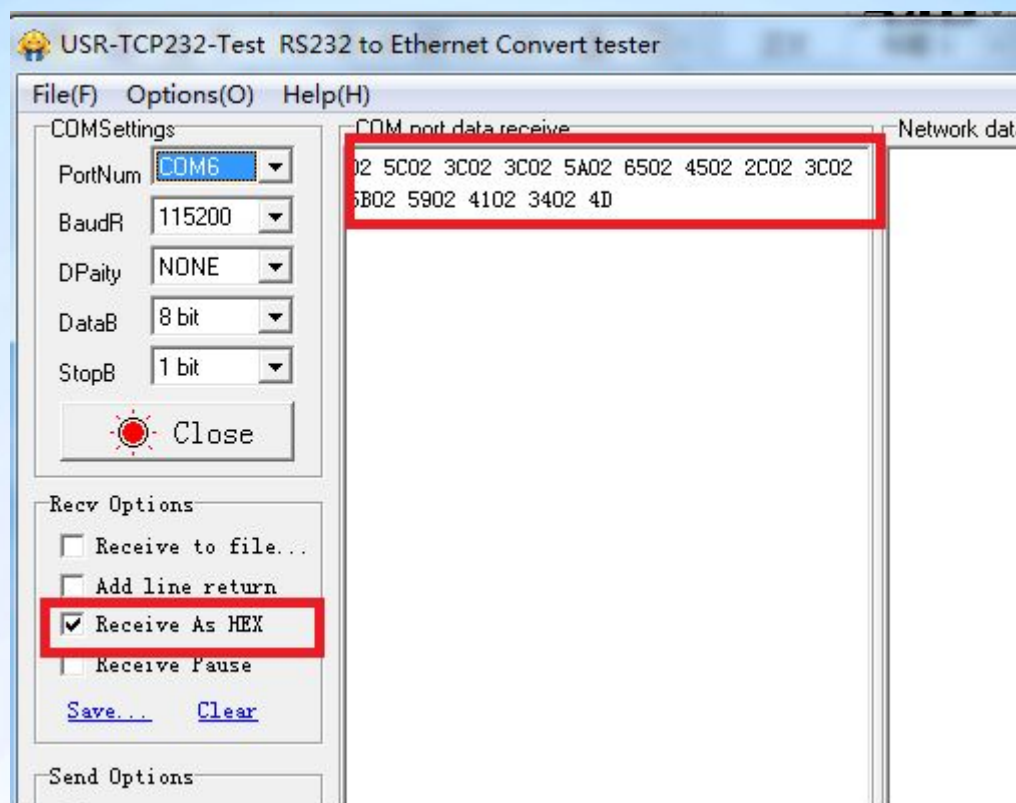 USR-TCP232-Test RS232 to Ethernet Convert tester
File(F) Options(O) Help(H)
COMSettings
PortNum COM6
BaudR 115200
DPaity NONE
DataB 8 bit
StopB 1 bit
Close
Recv Options
Receive to file...
Add line return
Receive As HEX
Receive Pause
Save... Clear
Send Options
COM port data receive
02 5C02 3C02 3C02 5A02 6502 4502 2C02 3C02
5B02 5902 4102 3402 4D
Network dat